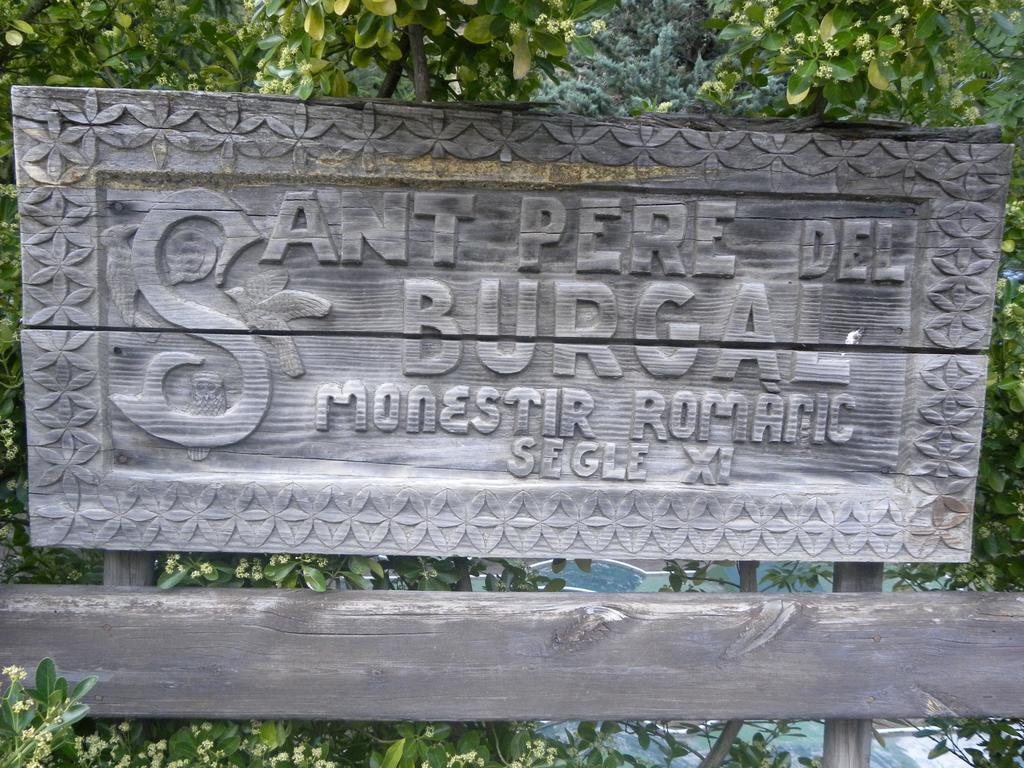 SANT PERE DEL
BURGAL
MONESTIR ROMÀNIC
SEGLE XI